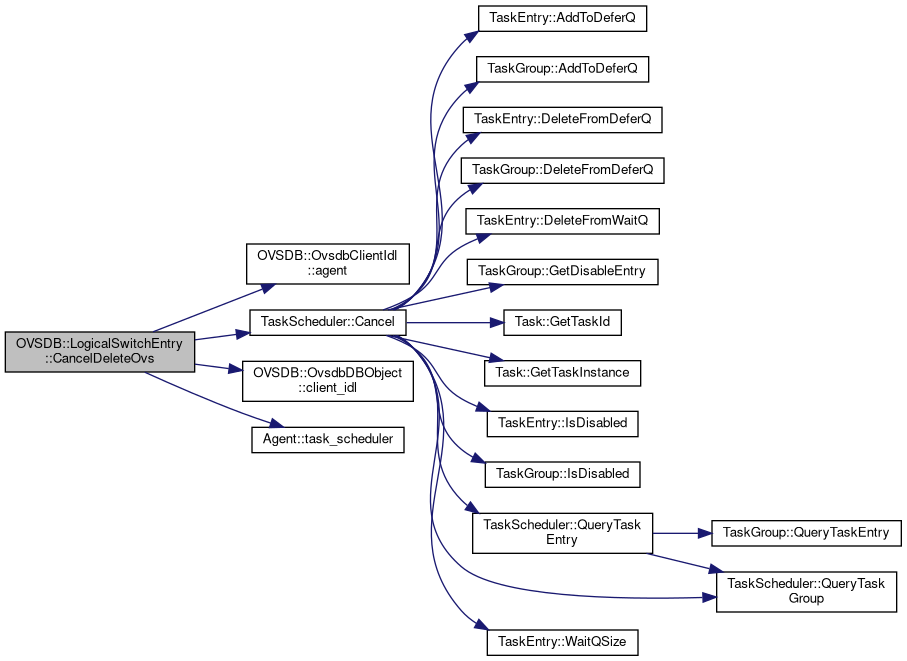 TaskEntry::AddToDeferQ
TaskGroup::AddToDeferQ
TaskEntry::DeleteFromDeferQ
TaskGroup::DeleteFromDeferQ
TaskEntry::DeleteFromWaitQ
OVSDB::OvsdbClientIdl
::agent
TaskGroup::GetDisableEntry
TaskScheduler::Cancel
Task::GetTaskId
OVSDB::LogicalSwitchEntry
::CancelDeleteOvs
OVSDB::OvsdbDBObject
::client_idl
Task::GetTaskInstance
Agent::task_scheduler
TaskEntry::IsDisabled
TaskGroup::IsDisabled
TaskScheduler::QueryTask
Entry
TaskGroup::QueryTaskEntry
TaskScheduler::QueryTask
Group
TaskEntry::WaitQSize